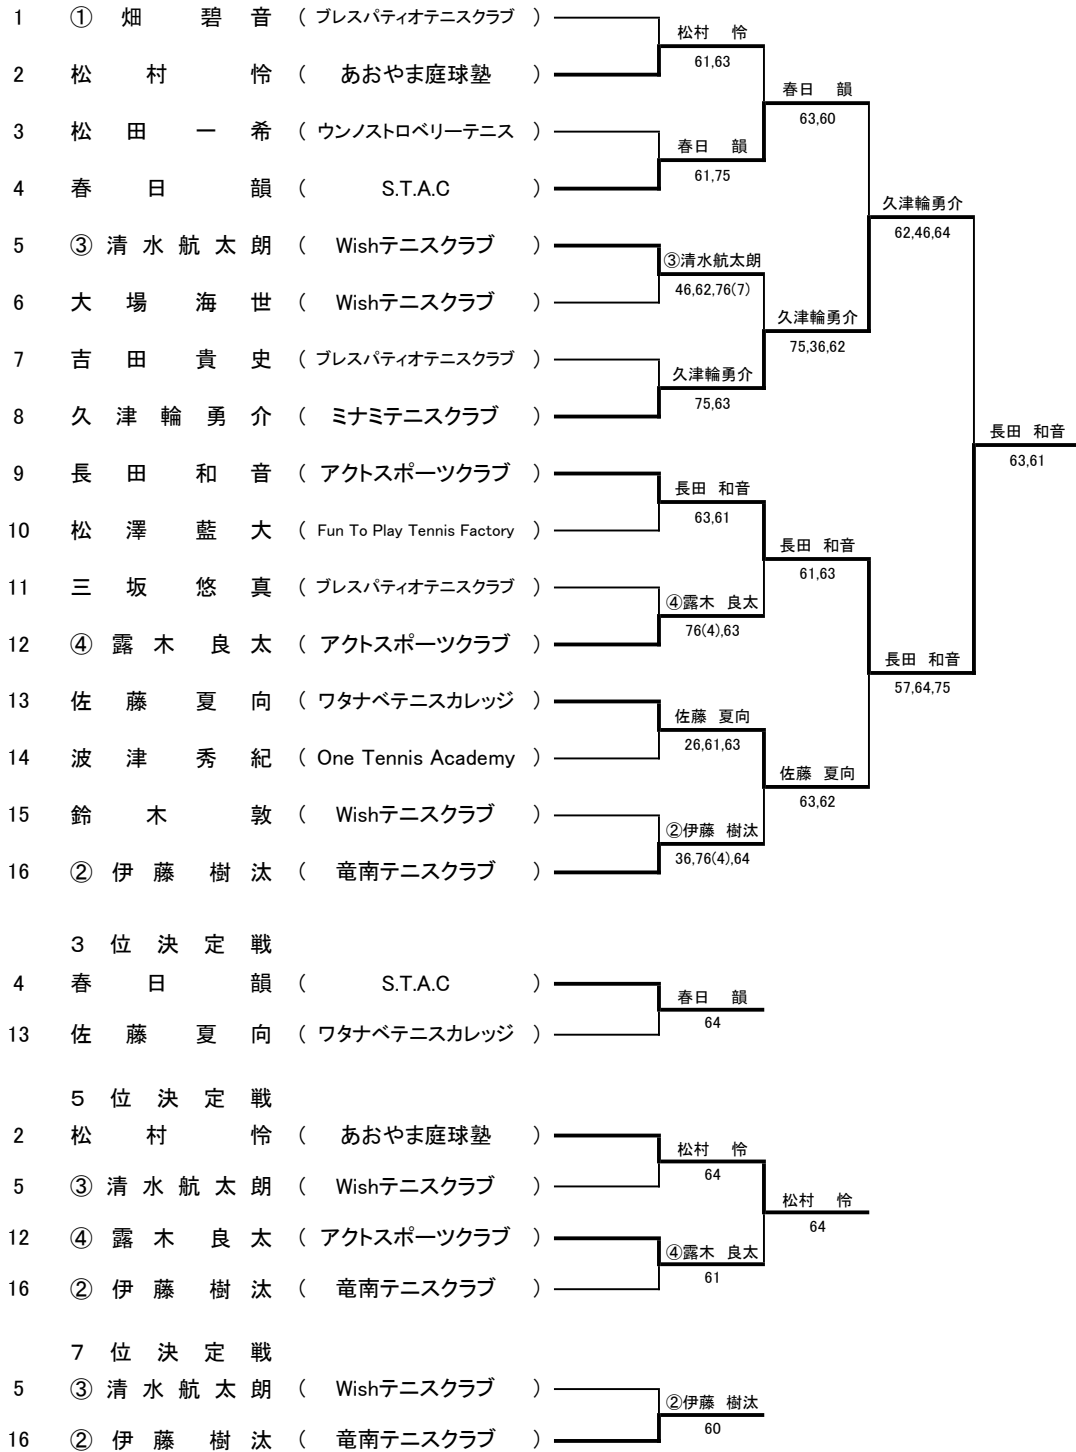 1 ① 畑 碧 音 ( ブレスパティオテニスクラブ )
松村 怜
61,63
2 松 村 怜 ( あおやま庭球塾 )
春日 韻
63,60
3 松 田 一 希 ( ウンノストロベリーテニス )
春日 韻
61,75
4 春 日 韻 ( S.T.A.C )
久津輪勇介
62,46,64
5 ③ 清 水 航 太 朗 ( Wishテニスクラブ )
③清水航太朗
46,62,76(7)
6 大 場 海 世 ( Wishテニスクラブ )
久津輪勇介
75,36,62
7 吉 田 貴 史 ( ブレスパティオテニスクラブ )
久津輪勇介
75,63
8 久 津 輪 勇 介 ( ミナミテニスクラブ )
長田 和音
63,61
9 長 田 和 音 ( アクトスポーツクラブ )
長田 和音
63,61
10 松 澤 藍 大 ( Fun To Play Tennis Factory )
長田 和音
61,63
11 三 坂 悠 真 ( ブレスパティオテニスクラブ )
④露木 良太
76(4),63
12 ④ 露 木 良 太 ( アクトスポーツクラブ )
長田 和音
57,64,75
13 佐 藤 夏 向 ( ワタナベテニスカレッジ )
佐藤 夏向
26,61,63
14 波 津 秀 紀 ( One Tennis Academy )
佐藤 夏向
63,62
15 鈴 木 敦 ( Wishテニスクラブ )
②伊藤 樹汰
36,76(4),64
16 ② 伊 藤 樹 汰 ( 竜南テニスクラブ )
3 位 決 定 戦
4 春 日 韻 ( S.T.A.C )
春日 韻
64
13 佐 藤 夏 向 ( ワタナベテニスカレッジ )
5 位 決 定 戦
2 松 村 怜 ( あおやま庭球塾 )
松村 怜
64
5 ③ 清 水 航 太 朗 ( Wishテニスクラブ )
松村 怜
64
12 ④ 露 木 良 太 ( アクトスポーツクラブ )
④露木 良太
61
16 ② 伊 藤 樹 汰 ( 竜南テニスクラブ )
7 位 決 定 戦
5 ③ 清 水 航 太 朗 ( Wishテニスクラブ )
②伊藤 樹汰
60
16 ② 伊 藤 樹 汰 ( 竜南テニスクラブ )